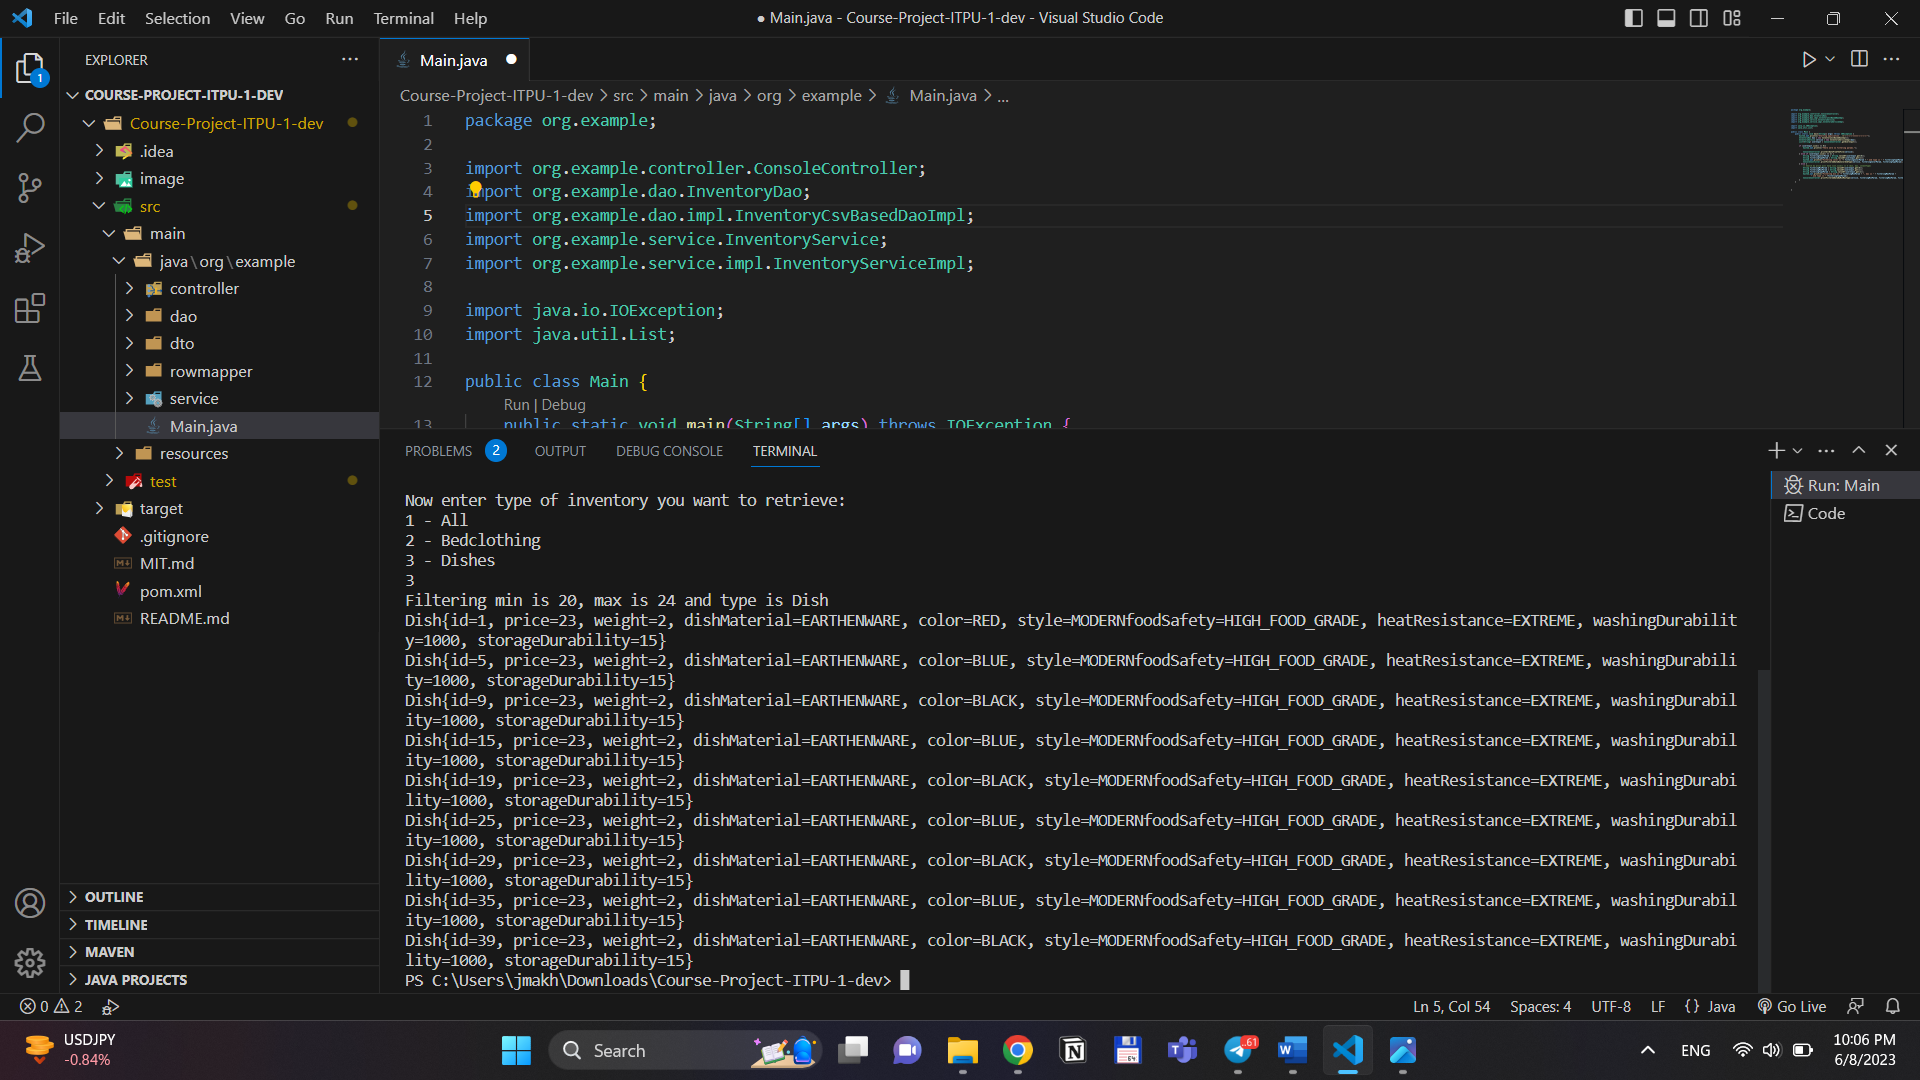 File Edit Selection View Go Run Terminal Help
● Main.java - Course-Project-ITPU-1-dev - Visual Studio Code
EXPLORER
COURSE-PROJECT-ITPU-1-DEV
Course-Project-ITPU-1-dev
.idea
image
src
main
java\org\example
controller
dao
dto
rowmapper
service
Main.java
resources
test
target
.gitignore
MIT.md
pom.xml
README.md
OUTLINE
TIMELINE
MAVEN
JAVA PROJECTS
Main.java
Course-Project-ITPU-1-dev > src > main > java > org > example > Main.java > ...
1 package org.example;
2
3 import org.example.controller.ConsoleController;
4 import org.example.dao.InventoryDao;
5 import org.example.dao.impl.InventoryCsvBasedDaoImpl;
6 import org.example.service.InventoryService;
7 import org.example.service.impl.InventoryServiceImpl;
8
9 import java.io.IOException;
10 import java.util.List;
11
12 public class Main {
Run | Debug
13 public static void main(String[] args) throws IOException {
PROBLEMS 2 OUTPUT DEBUG CONSOLE TERMINAL
Run: Main
Code
Now enter type of inventory you want to retrieve:
1 - All
2 - Bedclothing
3 - Dishes
3
Filtering min is 20, max is 24 and type is Dish
Dish{id=1, price=23, weight=2, dishMaterial=EARTHENWARE, color=RED, style=MODERNfoodSafety=HIGH_FOOD_GRADE, heatResistance=EXTREME, washingDurabilit
y=1000, storageDurability=15}
Dish{id=5, price=23, weight=2, dishMaterial=EARTHENWARE, color=BLUE, style=MODERNfoodSafety=HIGH_FOOD_GRADE, heatResistance=EXTREME, washingDurabili
ty=1000, storageDurability=15}
Dish{id=9, price=23, weight=2, dishMaterial=EARTHENWARE, color=BLACK, style=MODERNfoodSafety=HIGH_FOOD_GRADE, heatResistance=EXTREME, washingDurabil
ity=1000, storageDurability=15}
Dish{id=15, price=23, weight=2, dishMaterial=EARTHENWARE, color=BLUE, style=MODERNfoodSafety=HIGH_FOOD_GRADE, heatResistance=EXTREME, washingDurabil
ity=1000, storageDurability=15}
Dish{id=19, price=23, weight=2, dishMaterial=EARTHENWARE, color=BLACK, style=MODERNfoodSafety=HIGH_FOOD_GRADE, heatResistance=EXTREME, washingDurabi
lity=1000, storageDurability=15}
Dish{id=25, price=23, weight=2, dishMaterial=EARTHENWARE, color=BLUE, style=MODERNfoodSafety=HIGH_FOOD_GRADE, heatResistance=EXTREME, washingDurabil
ity=1000, storageDurability=15}
Dish{id=29, price=23, weight=2, dishMaterial=EARTHENWARE, color=BLACK, style=MODERNfoodSafety=HIGH_FOOD_GRADE, heatResistance=EXTREME, washingDurabi
lity=1000, storageDurability=15}
Dish{id=35, price=23, weight=2, dishMaterial=EARTHENWARE, color=BLUE, style=MODERNfoodSafety=HIGH_FOOD_GRADE, heatResistance=EXTREME, washingDurabil
ity=1000, storageDurability=15}
Dish{id=39, price=23, weight=2, dishMaterial=EARTHENWARE, color=BLACK, style=MODERNfoodSafety=HIGH_FOOD_GRADE, heatResistance=EXTREME, washingDurabi
lity=1000, storageDurability=15}
PS C:\Users\jmakh\Downloads\Course-Project-ITPU-1-dev>
0 2 Ln 5, Col 54 Spaces: 4 UTF-8 LF {} Java Go Live
USDJPY
-0.84%
Search
61
ENG
10:06 PM
6/8/2023